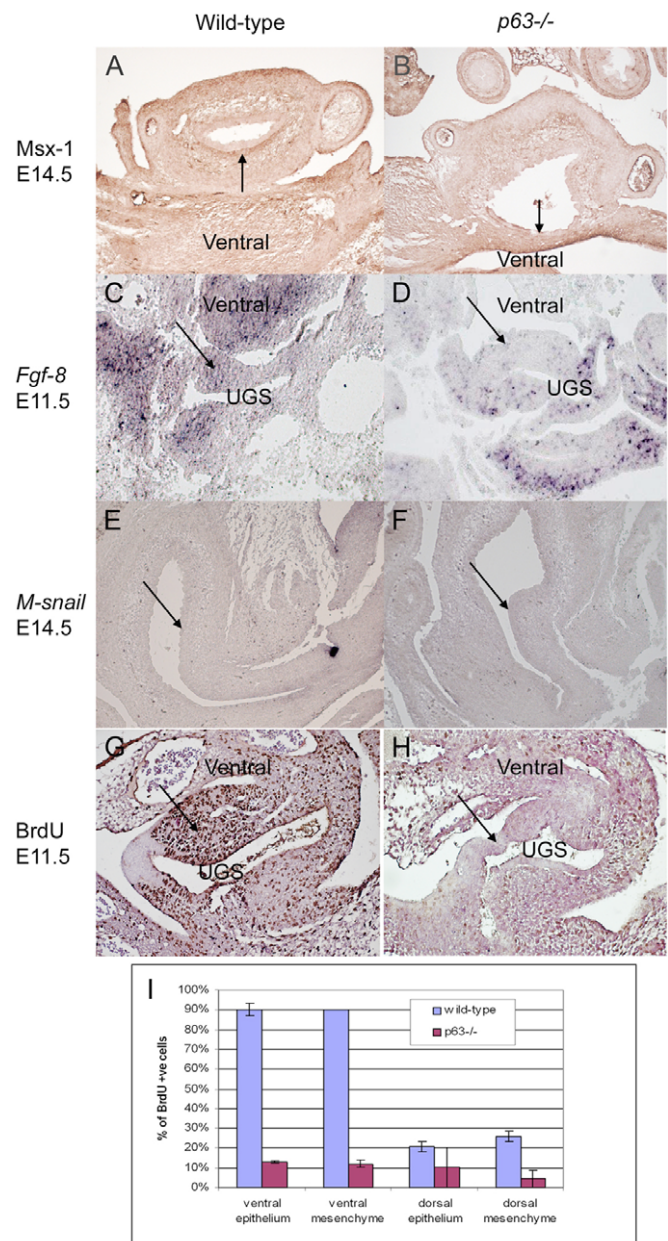 Wild-type
p63-/-
Msx-1
E14.5
A
Ventral
B
Ventral
Fgf-8
E11.5
C
Ventral
UGS
D
Ventral
UGS
M-snail
E14.5
E
F
BrdU
E11.5
G
Ventral
UGS
H
Ventral
UGS
I
% of BrdU +ve cells
100%
90%
80%
70%
60%
50%
40%
30%
20%
10%
0%
wild-type
p63-/-
ventral
epithelium
ventral
mesenchyme
dorsal
epithelium
dorsal
mesenchyme